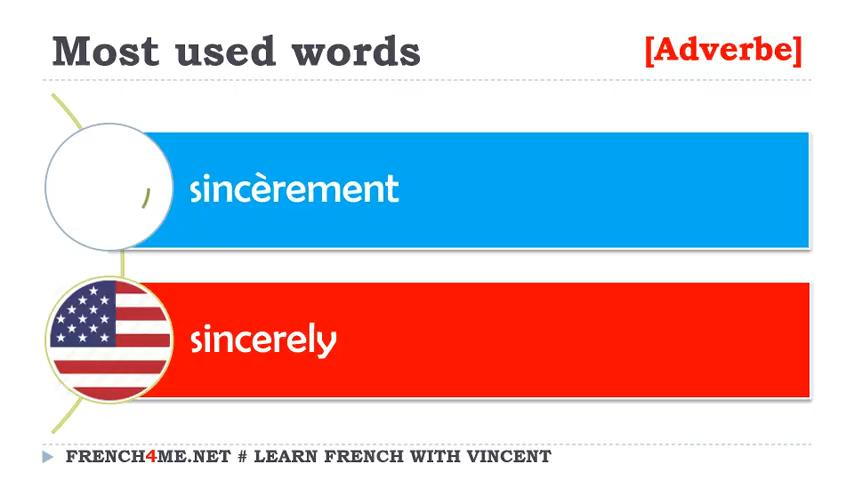 Most used words
[Adverbe]
sincèrement
sincerely
FRENCH4ME.NET # LEARN FRENCH WITH VINCENT